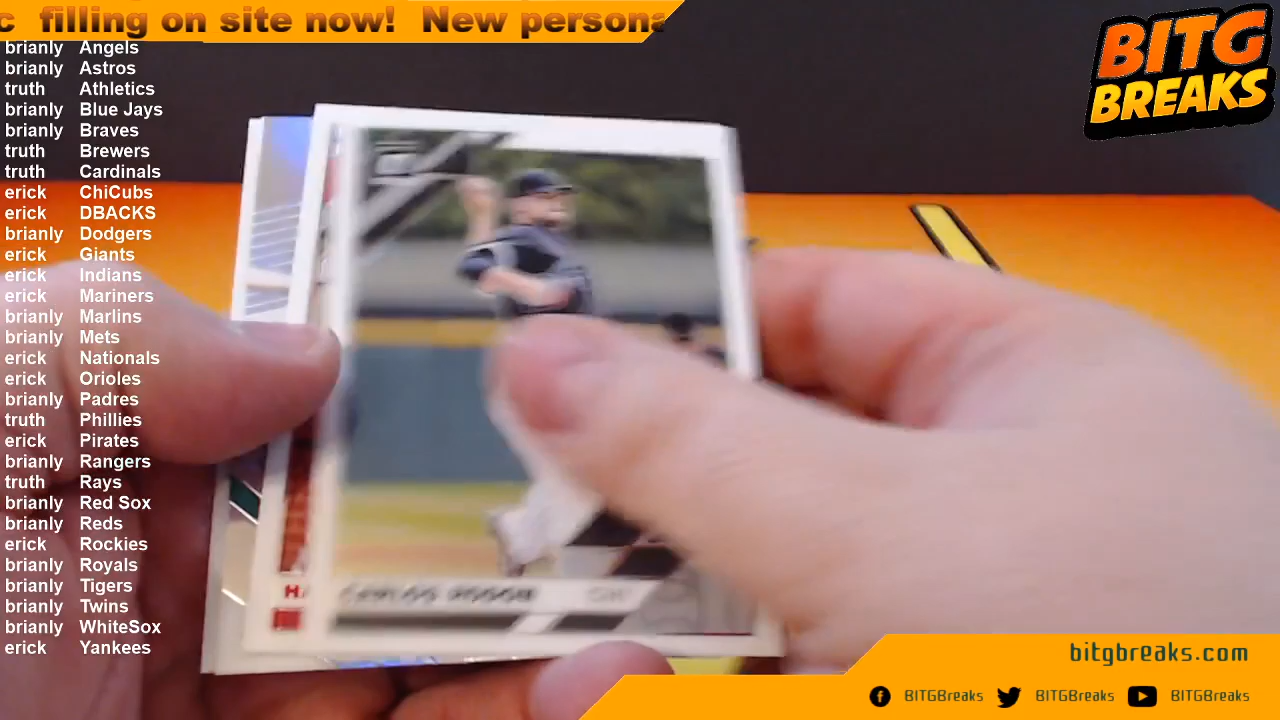 c filling on site now! New persona
BITG
BREAKS
brianly Angels
brianly Astros
truth Athletics
brianly Blue Jays
brianly Braves
truth Brewers
truth Cardinals
erick ChiCubs
erick DBACKS
brianly Dodgers
erick Giants
erick Indians
erick Mariners
brianly Marlins
brianly Mets
erick Nationals
erick Orioles
brianly Padres
truth Phillies
erick Pirates
brianly Rangers
truth Rays
brianly Red Sox
brianly Reds
erick Rockies
brianly Royals
brianly Tigers
brianly Twins
brianly WhiteSox
erick Yankees
HA
CARLOS RODON
bitgbreaks.com
BITGBreaks BITGBreaks BITGBreaks